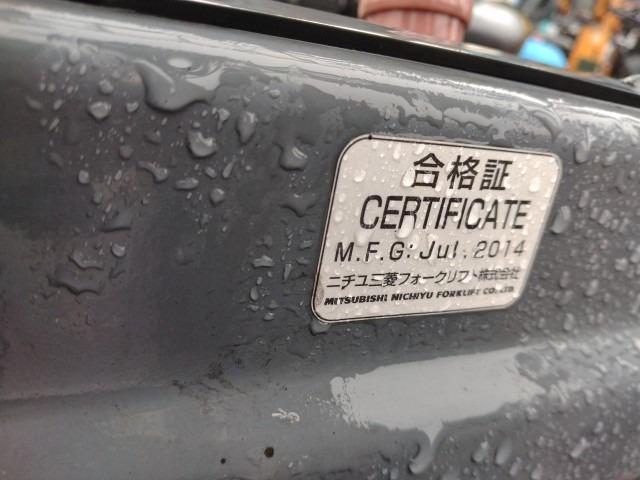 合格証
CERTIFICATE
M.F.G: Jul. 2014
ニチユ三菱フォークリフト株式会社
MITSUBISHI NICHIYU FORKLIFT CO.,LTD.